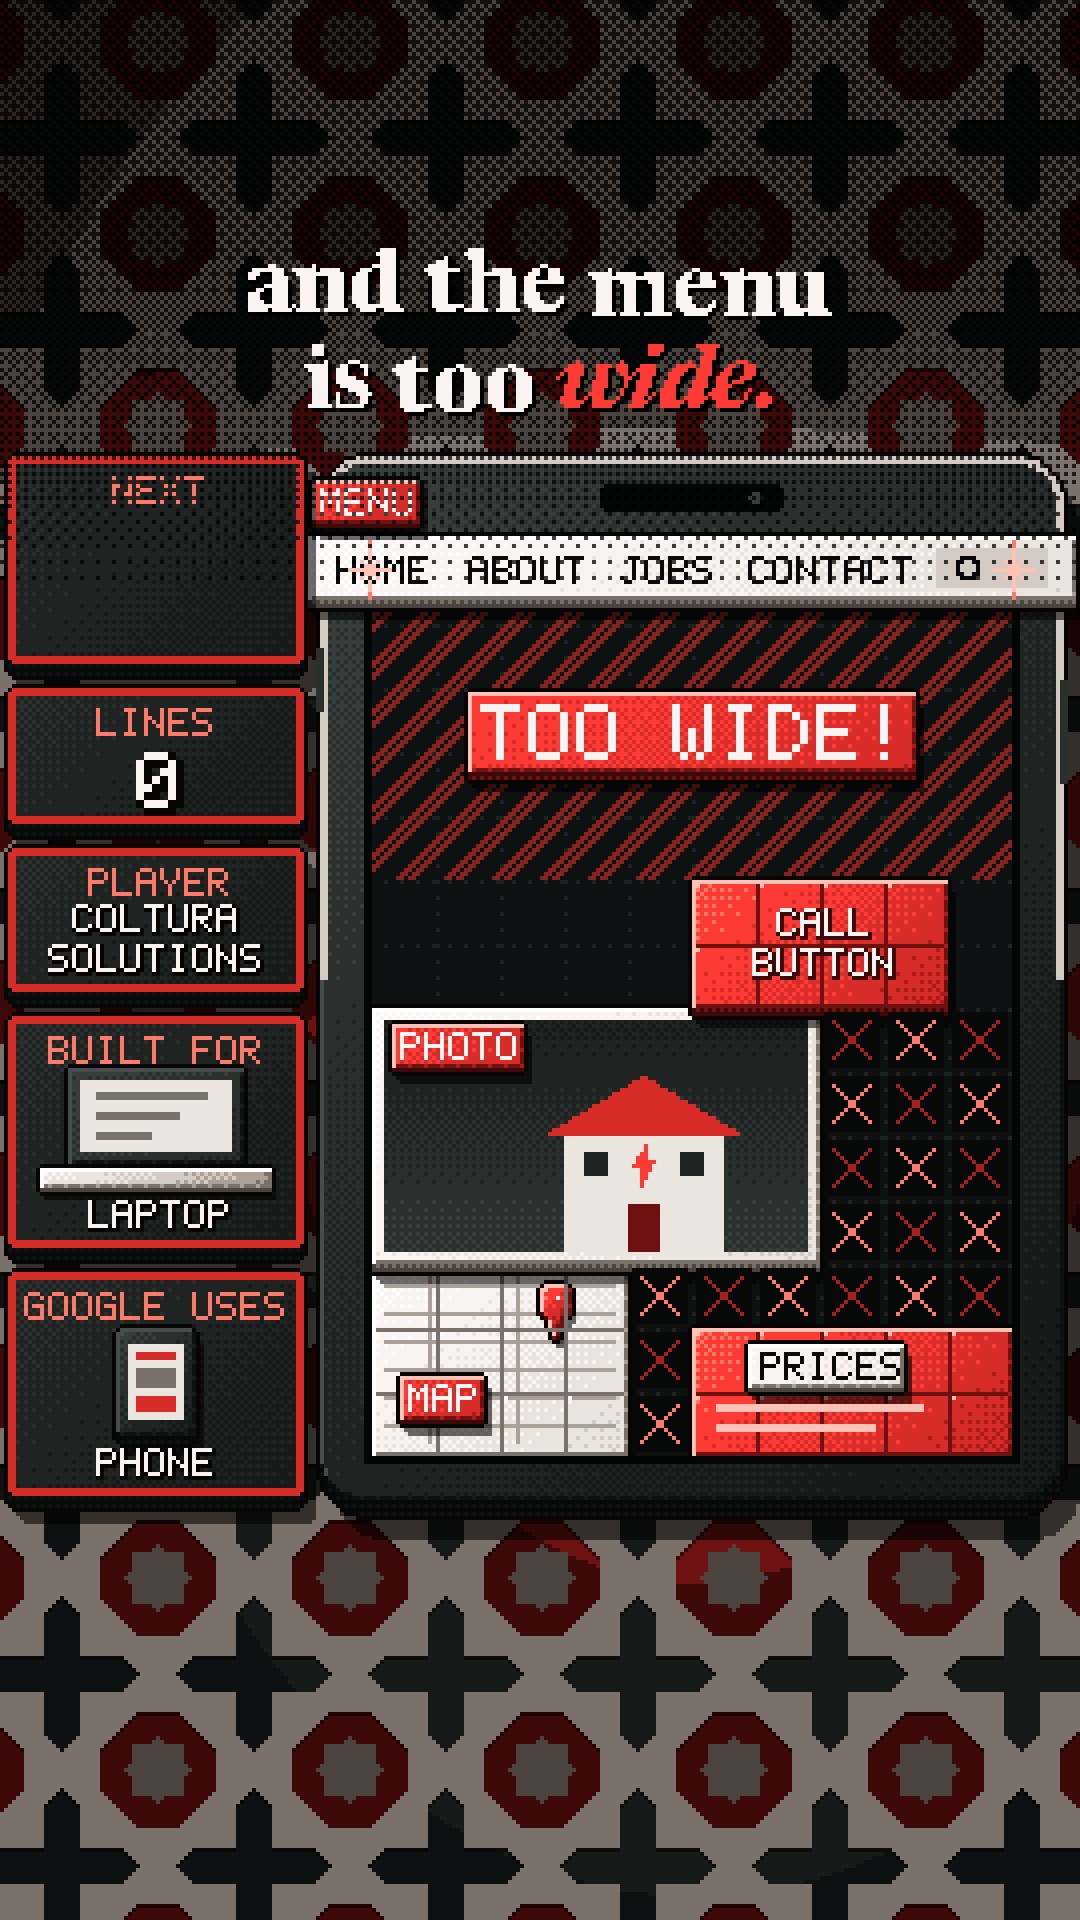 and the menu
is too wide.
NEXT
MENU
HOME ABOUT JOBS CONTACT
LINES
0
TOO WIDE!
PLAYER
COLTURA
SOLUTIONS
CALL
BUTTON
PHOTO
BUILT FOR
LAPTOP
GOOGLE USES
PHONE
MAP
PRICES